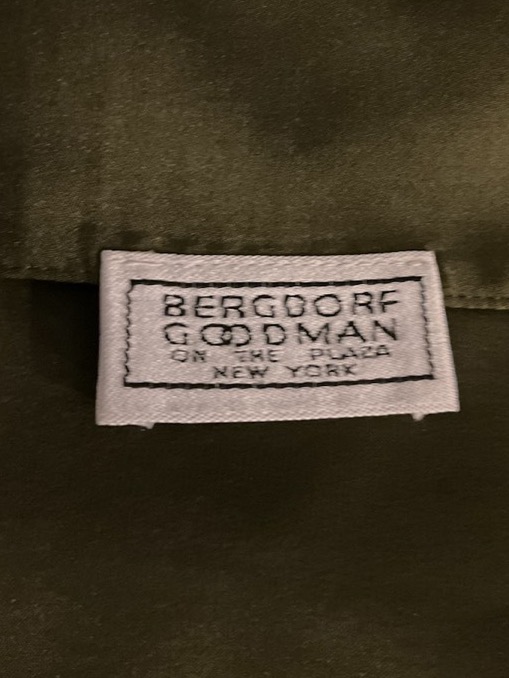 BERGDORF
GOODMAN
ON THE PLAZA
NEW YORK